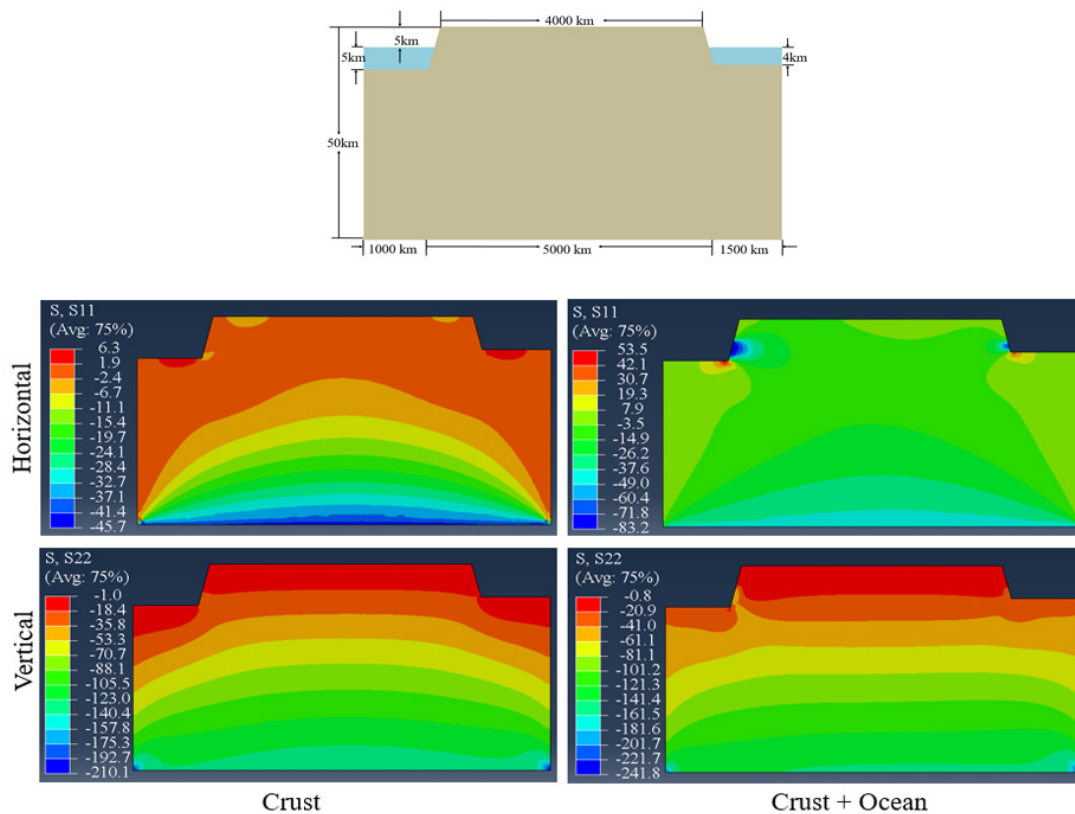 4000 km
5km
5km
4km
50km
1000 km
5000 km
1500 km
Horizontal
S, S11
(Avg: 75%)
6.3
1.9
-2.4
-6.7
-11.1
-15.4
-19.7
-24.1
-28.4
-32.7
-37.1
-41.4
-45.7
S, S11
(Avg: 75%)
53.5
42.1
30.7
19.3
7.9
-3.5
-14.9
-26.2
-37.6
-49.0
-60.4
-71.8
-83.2
Vertical
S, S22
(Avg: 75%)
-1.0
-18.4
-35.8
-53.3
-70.7
-88.1
-105.5
-123.0
-140.4
-157.8
-175.3
-192.7
-210.1
S, S22
(Avg: 75%)
-0.8
-20.9
-41.0
-61.1
-81.2
-101.2
-121.3
-141.4
-161.5
-181.6
-201.7
-221.7
-241.8
Crust
Crust + Ocean